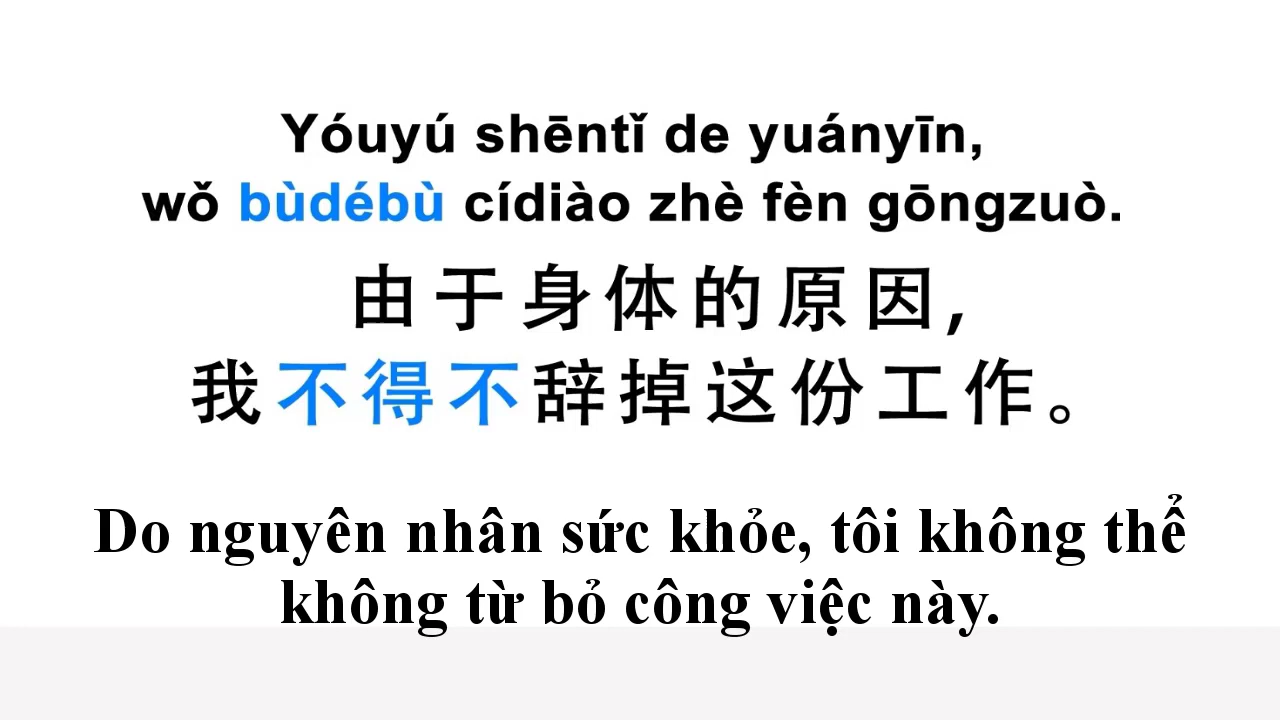 Yóuyú shēntǐ de yuányīn,
wǒ bùdébù cídiào zhè fèn gōngzuò.
由于身体的原因,
我不得不辞掉这份工作。
Do nguyên nhân sức khỏe, tôi không thể
không từ bỏ công việc này.